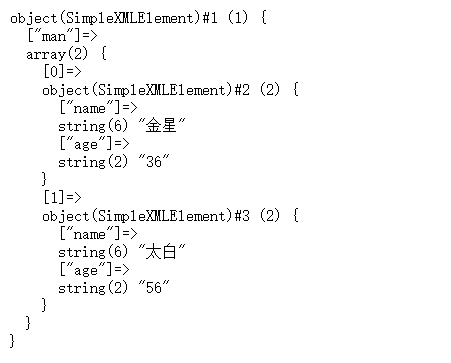 object(SimpleXMLElement)#1 (1) {
  ["man"]=>
  array(2) {
    [0]=>
    object(SimpleXMLElement)#2 (2) {
      ["name"]=>
      string(6) "金星"
      ["age"]=>
      string(2) "36"
    }
    [1]=>
    object(SimpleXMLElement)#3 (2) {
      ["name"]=>
      string(6) "太白"
      ["age"]=>
      string(2) "56"
    }
  }
}